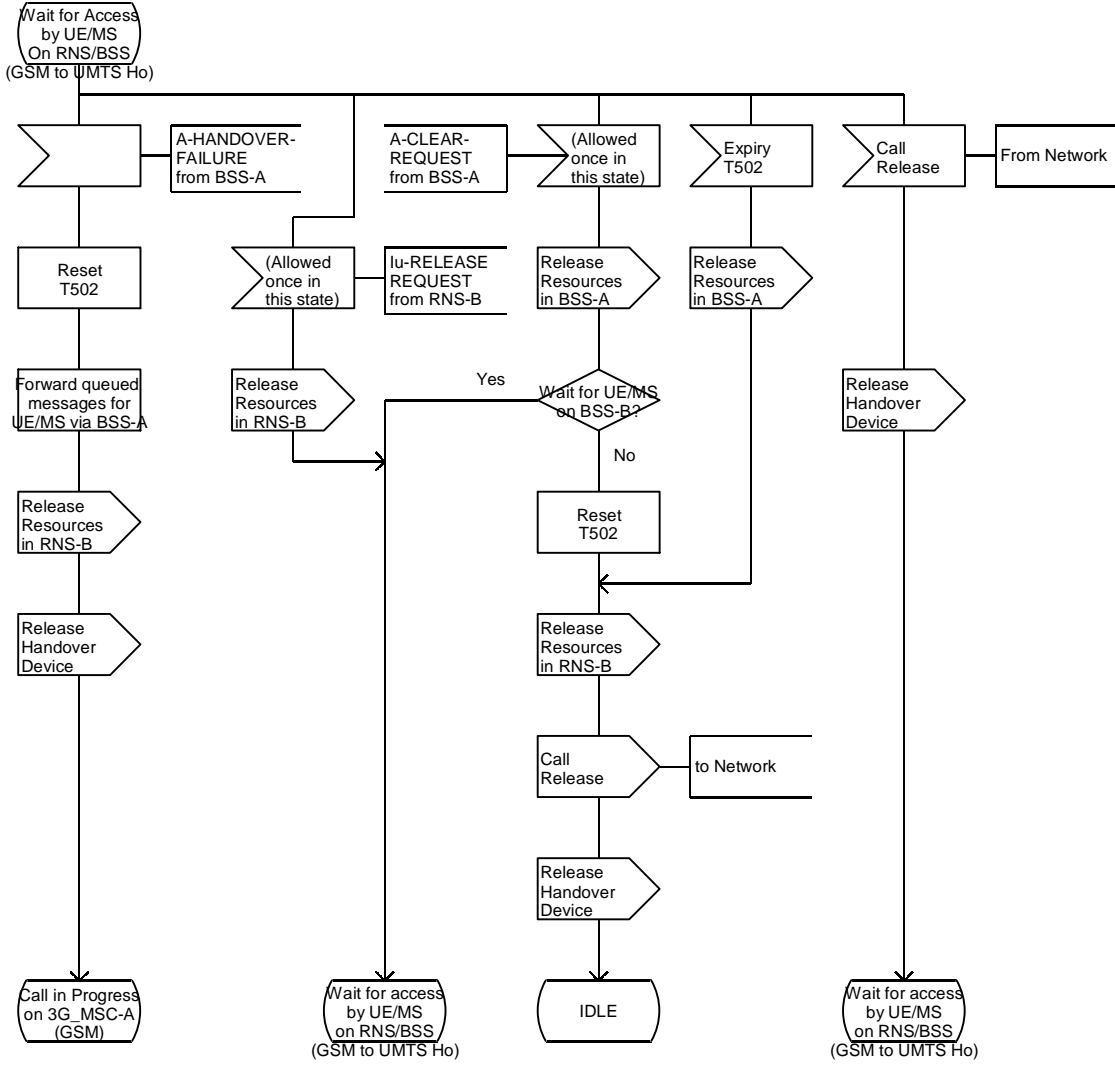 Wait for Access
by UE/MS
On RNS/BSS
(GSM to UMTS Ho)
A-HANDOVER-
FAILURE
from BSS-A
A-CLEAR-
REQUEST
from BSS-A
(Allowed
once in
this state)
Expiry
T502
Call
Release
From Network
Reset
T502
(Allowed
once in
this state)
Iu-RELEASE
REQUEST
from RNS-B
Release
Resources
in BSS-A
Release
Resources
in BSS-A
Forward queued
messages for
UE/MS via BSS-A
Release
Resources
in RNS-B
Yes
Wait for UE/MS
on BSS-B?
No
Release
Handover
Device
Release
Resources
in RNS-B
Reset
T502
Release
Handover
Device
Release
Resources
in RNS-B
Call
Release
to Network
Release
Handover
Device
Call in Progress
on 3G_MSC-A
(GSM)
Wait for access
by UE/MS
on RNS/BSS
(GSM to UMTS Ho)
IDLE
Wait for access
by UE/MS
on RNS/BSS
(GSM to UMTS Ho)